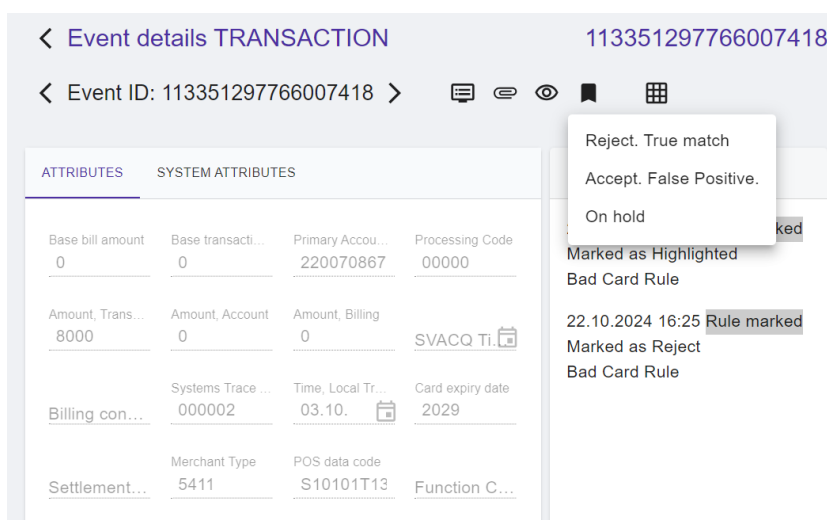 Event details TRANSACTION
113351297766007418
Event ID: 113351297766007418
Reject. True match
Accept. False Positive.
On hold
ATTRIBUTES
SYSTEM ATTRIBUTES
Base bill amount
Base transacti...
Primary Accou...
Processing Code
0
0
220070867
00000
Amount, Trans...
Amount, Account
Amount, Billing
8000
0
0
SVACQ Ti...
Systems Trace ...
Time, Local Tr...
Card expiry date
Billing con...
000002
03.10.
2029
Merchant Type
POS data code
Settlement...
5411
S10101T13
Function C...
ked
Marked as Highlighted
Bad Card Rule
22.10.2024 16:25 Rule marked
Marked as Reject
Bad Card Rule